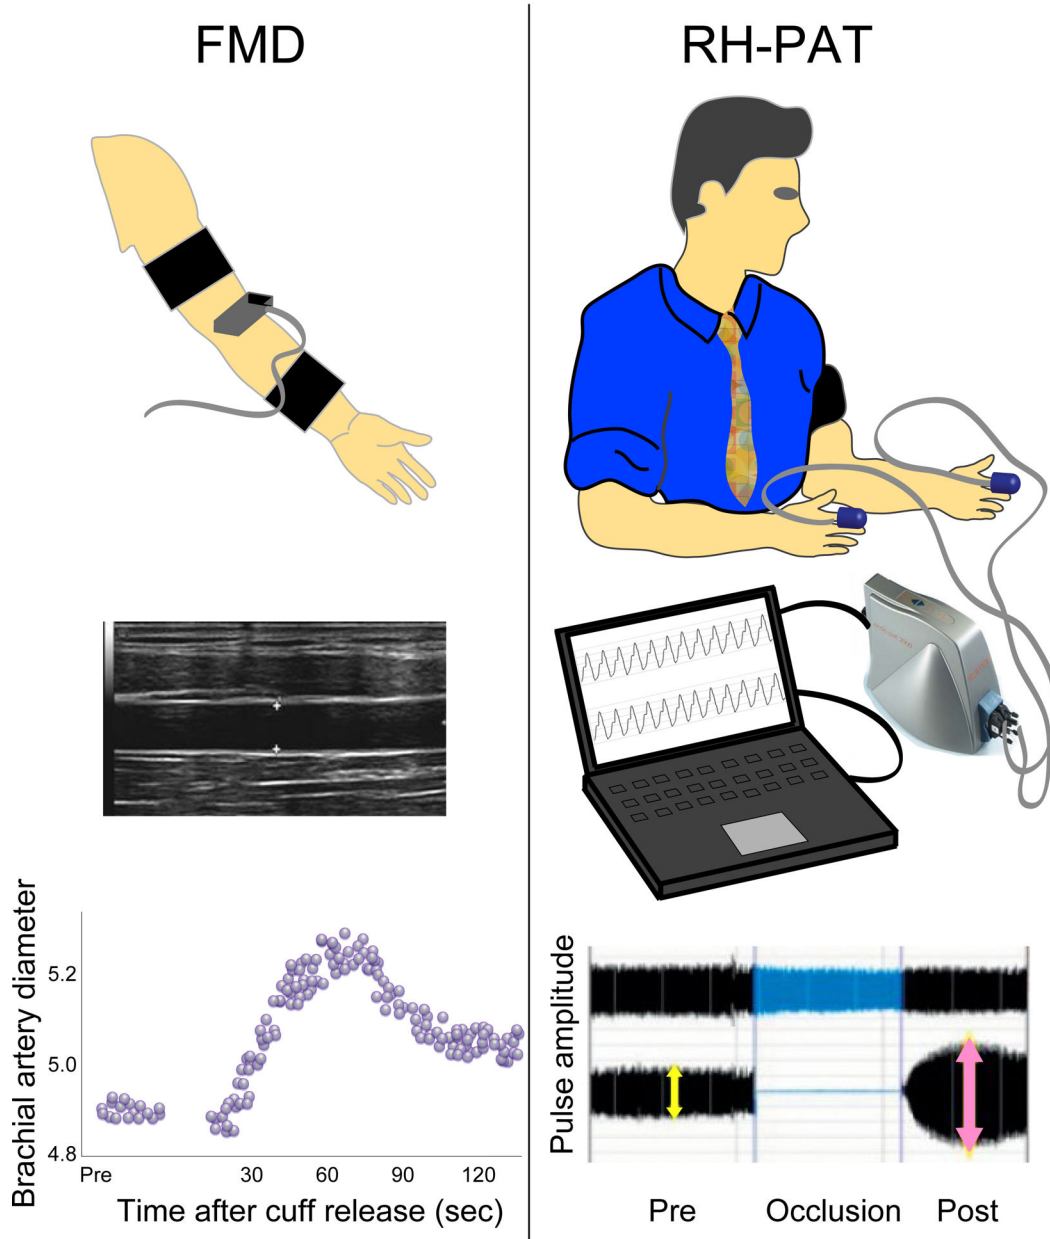 FMD
RH-PAT
Brachial artery diameter
5.2
5.0
4.8
Pre
30
60
90
120
Time after cuff release (sec)
Pulse amplitude
Pre
Occlusion
Post